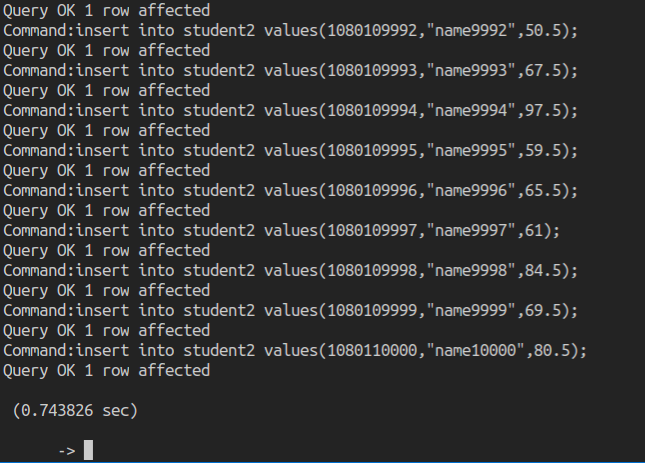 Query OK 1 row affected
Command:insert into student2 values(1080109992,"name9992",50.5);
Query OK 1 row affected
Command:insert into student2 values(1080109993,"name9993",67.5);
Query OK 1 row affected
Command:insert into student2 values(1080109994,"name9994",97.5);
Query OK 1 row affected
Command:insert into student2 values(1080109995,"name9995",59.5);
Query OK 1 row affected
Command:insert into student2 values(1080109996,"name9996",65.5);
Query OK 1 row affected
Command:insert into student2 values(1080109997,"name9997",61);
Query OK 1 row affected
Command:insert into student2 values(1080109998,"name9998",84.5);
Query OK 1 row affected
Command:insert into student2 values(1080109999,"name9999",69.5);
Query OK 1 row affected
Command:insert into student2 values(1080110000,"name10000",80.5);
Query OK 1 row affected
(0.743826 sec)
->